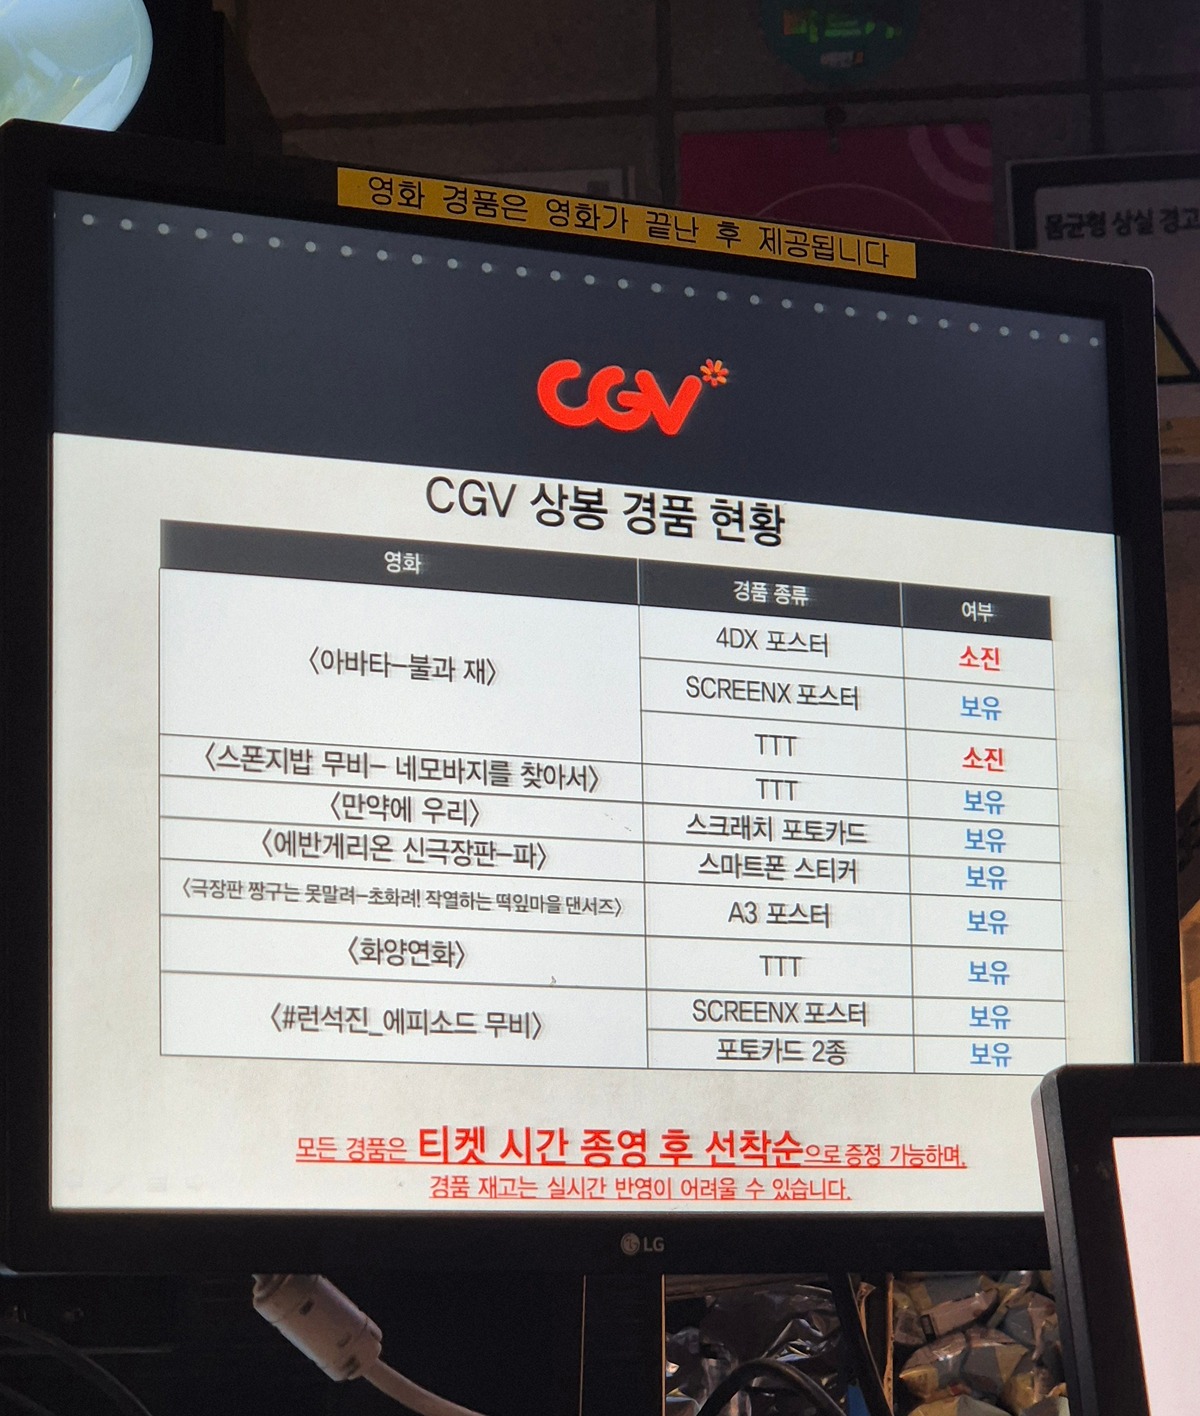 영화 경품은 영화가 끝난 후 제공됩니다
몸균형 상실 경고
CGV
CGV 상봉 경품 현황
영화 경품 종류 여부
<아바타-불과 재> 4DX 포스터 소진
SCREENX 포스터 보유
TTT 소진
<스폰지밥 무비- 네모바지를 찾아서> TTT 보유
<만약에 우리> 스크래치 포토카드 보유
<에반게리온 신극장판-파> 스마트폰 스티커 보유
<극장판 짱구는 못말려-초화려! 작열하는 떡잎마을 댄서즈> A3 포스터 보유
<화양연화> TTT 보유
<#런석진_에피소드 무비> SCREENX 포스터 보유
포토카드 2종 보유
모든 경품은 티켓 시간 종영 후 선착순으로 증정 가능하며,
경품 재고는 실시간 반영이 어려울 수 있습니다.
LG